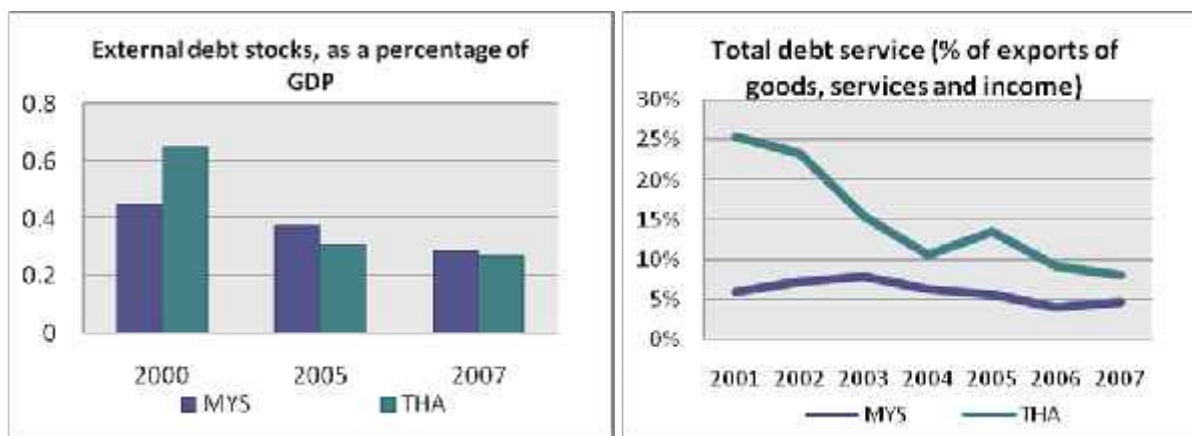 External debt stocks, as a percentage of
GDP
0.8
0.6
0.4
0.2
0
2000 2005 2007
MYS THA
Total debt service (% of exports of
goods, services and income)
30%
25%
20%
15%
10%
5%
0%
2001 2002 2003 2004 2005 2006 2007
MYS THA